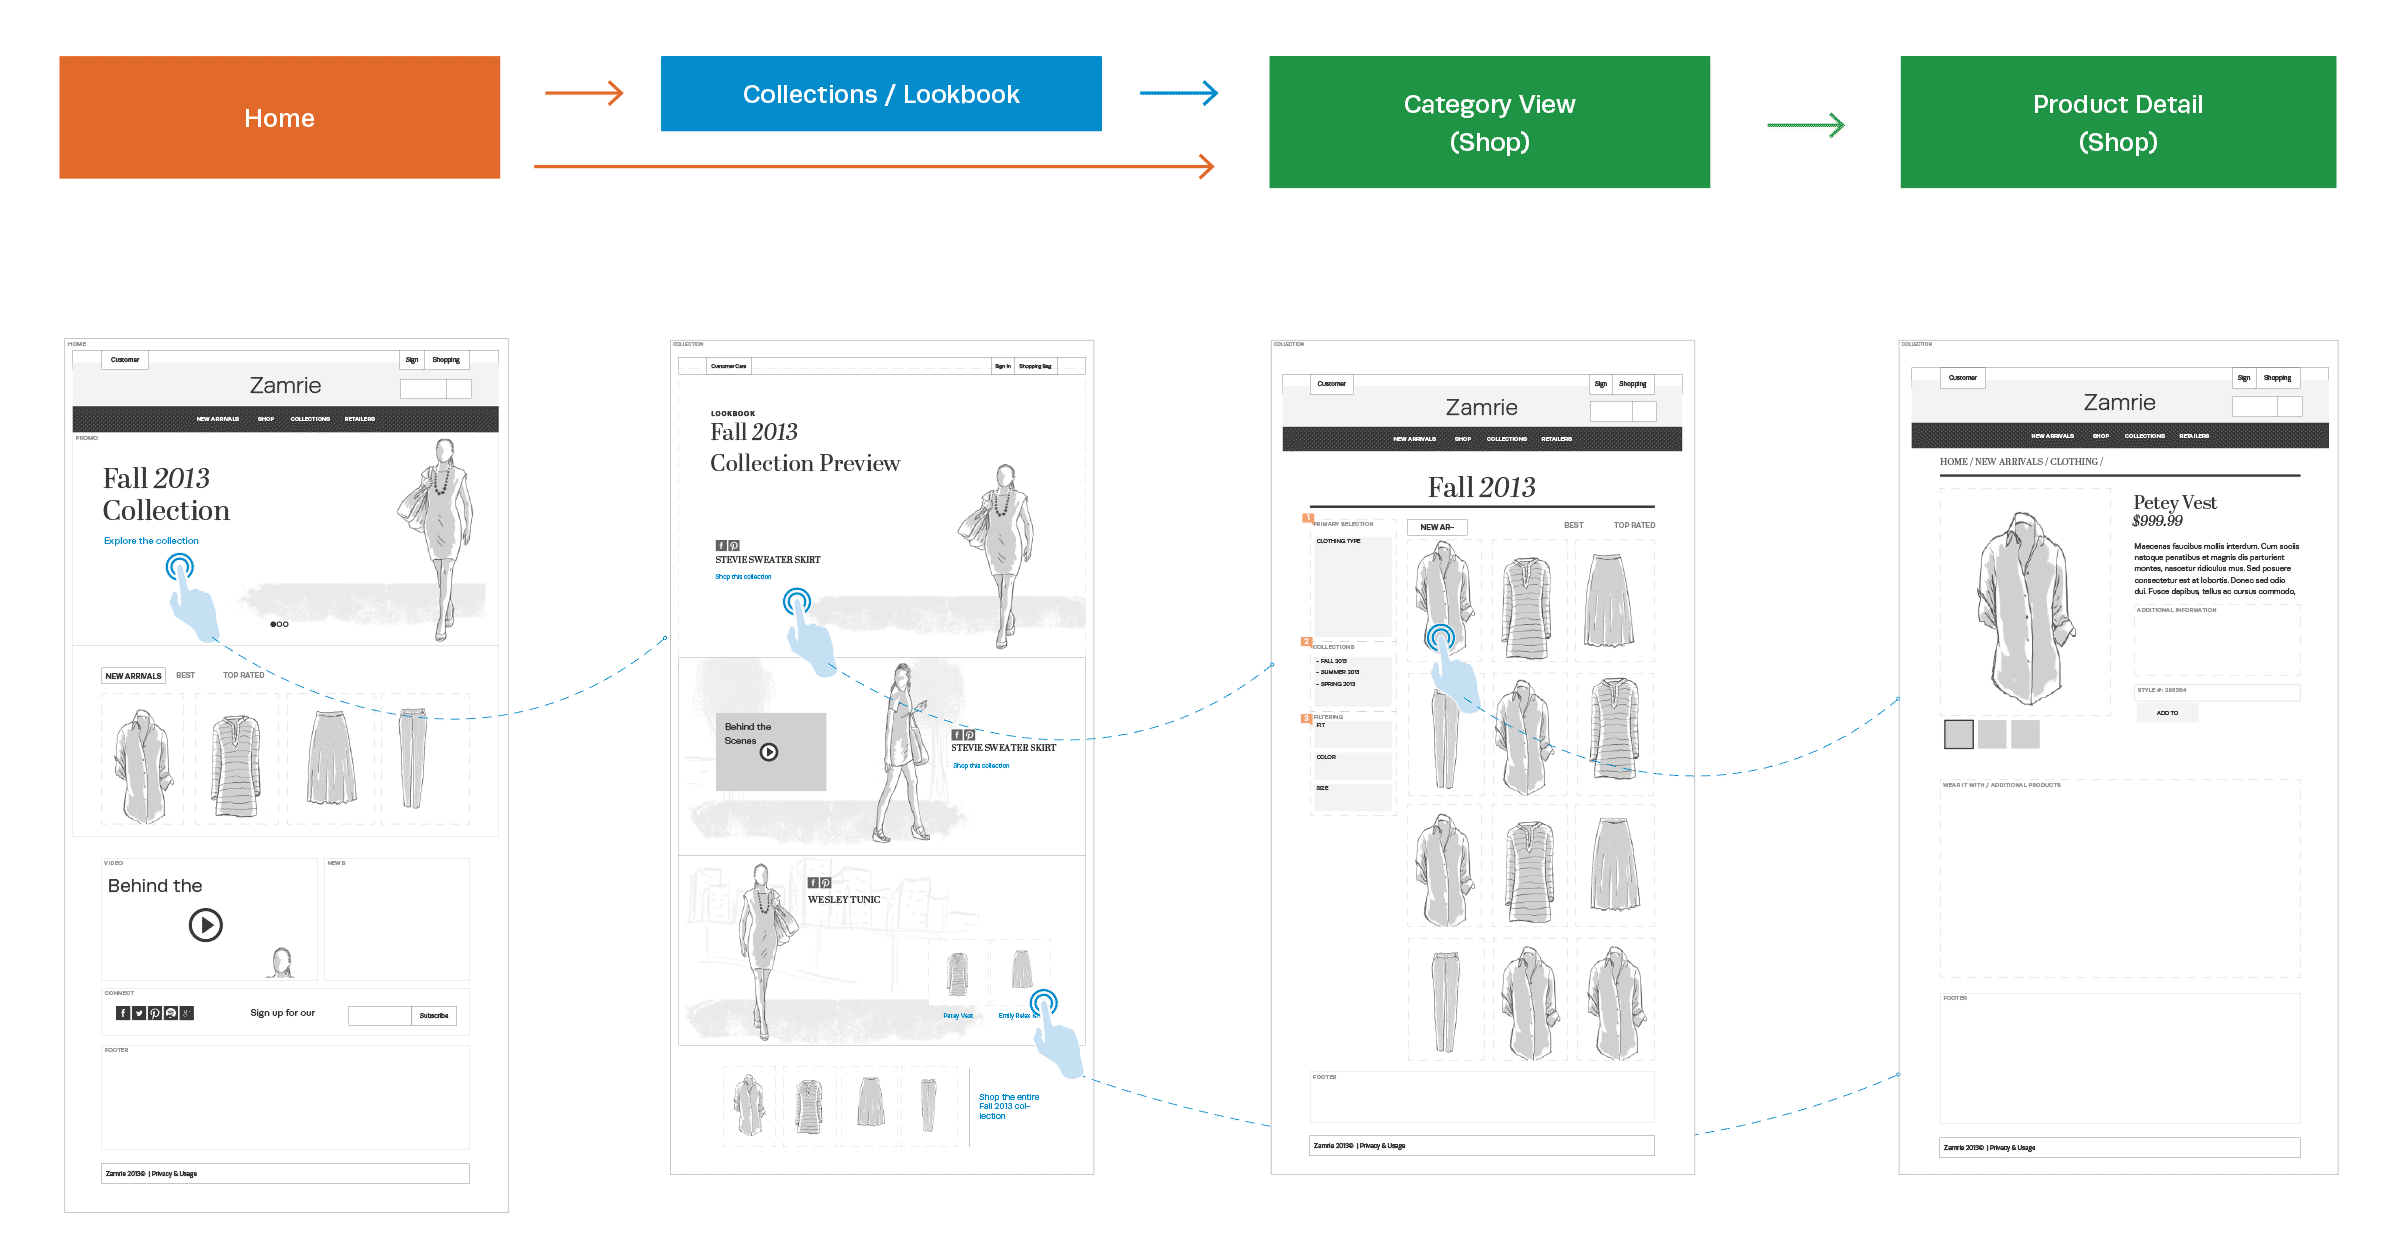 Home
Collections / Lookbook
Category View
(Shop)
Product Detail
(Shop)
HOME
Customer
Sign
Shopping
Zamrie
NEW ARRIVALS
SHOP
COLLECTIONS
RETAILERS
PROMO
Fall 2013
Collection
Explore the collection
NEW ARRIVALS
BEST
TOP RATED
VIDEO
Behind the
NEWS
CONNECT
Sign up for our
Subscribe
FOOTER
Zamrie 2013© | Privacy & Usage
COLLECTION
Customer Care
Sign In
Shopping Bag
LOOKBOOK
Fall 2013
Collection Preview
STEVIE SWEATER SKIRT
Shop this collection
Behind the
Scenes
STEVIE SWEATER SKIRT
Shop this collection
WESLEY TUNIC
Petey Vest
Emily Relax
Shop the entire
Fall 2013 col-
lection
COLLECTION
Customer
Sign
Shopping
Zamrie
NEW ARRIVALS
SHOP
COLLECTIONS
RETAILERS
Fall 2013
1
PRIMARY SELECTION
CLOTHING TYPE
NEW AR-
BEST
TOP RATED
2
COLLECTIONS
- FALL 2013
- SUMMER 2013
- SPRING 2013
3
FILTERING
FIT
COLOR
SIZE
FOOTER
Zamrie 2013© | Privacy & Usage
COLLECTION
Customer
Sign
Shopping
Zamrie
NEW ARRIVALS
SHOP
COLLECTIONS
RETAILERS
HOME / NEW ARRIVALS / CLOTHING /
Petey Vest
$999.99
Maecenas faucibus mollis interdum. Cum sociis
natoque penatibus et magnis dis parturient
montes, nascetur ridiculus mus. Sed posuere
consectetur est at lobortis. Donec sed odio
dui. Fusce dapibus, tellus ac cursus commodo,
ADDITIONAL INFORMATION
STYLE #: 298354
ADD TO
WEAR IT WITH / ADDITIONAL PRODUCTS
FOOTER
Zamrie 2013© | Privacy & Usage